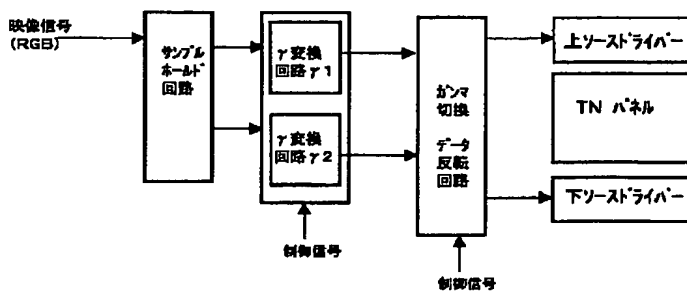 映像信号
(RGB)
サンプル
ホールド
回路
γ変換
回路γ1
γ変換
回路γ2
制御信号
ガンマ
切換
データ
反転
回路
制御信号
上ソースドライバー
TN パネル
下ソースドライバー